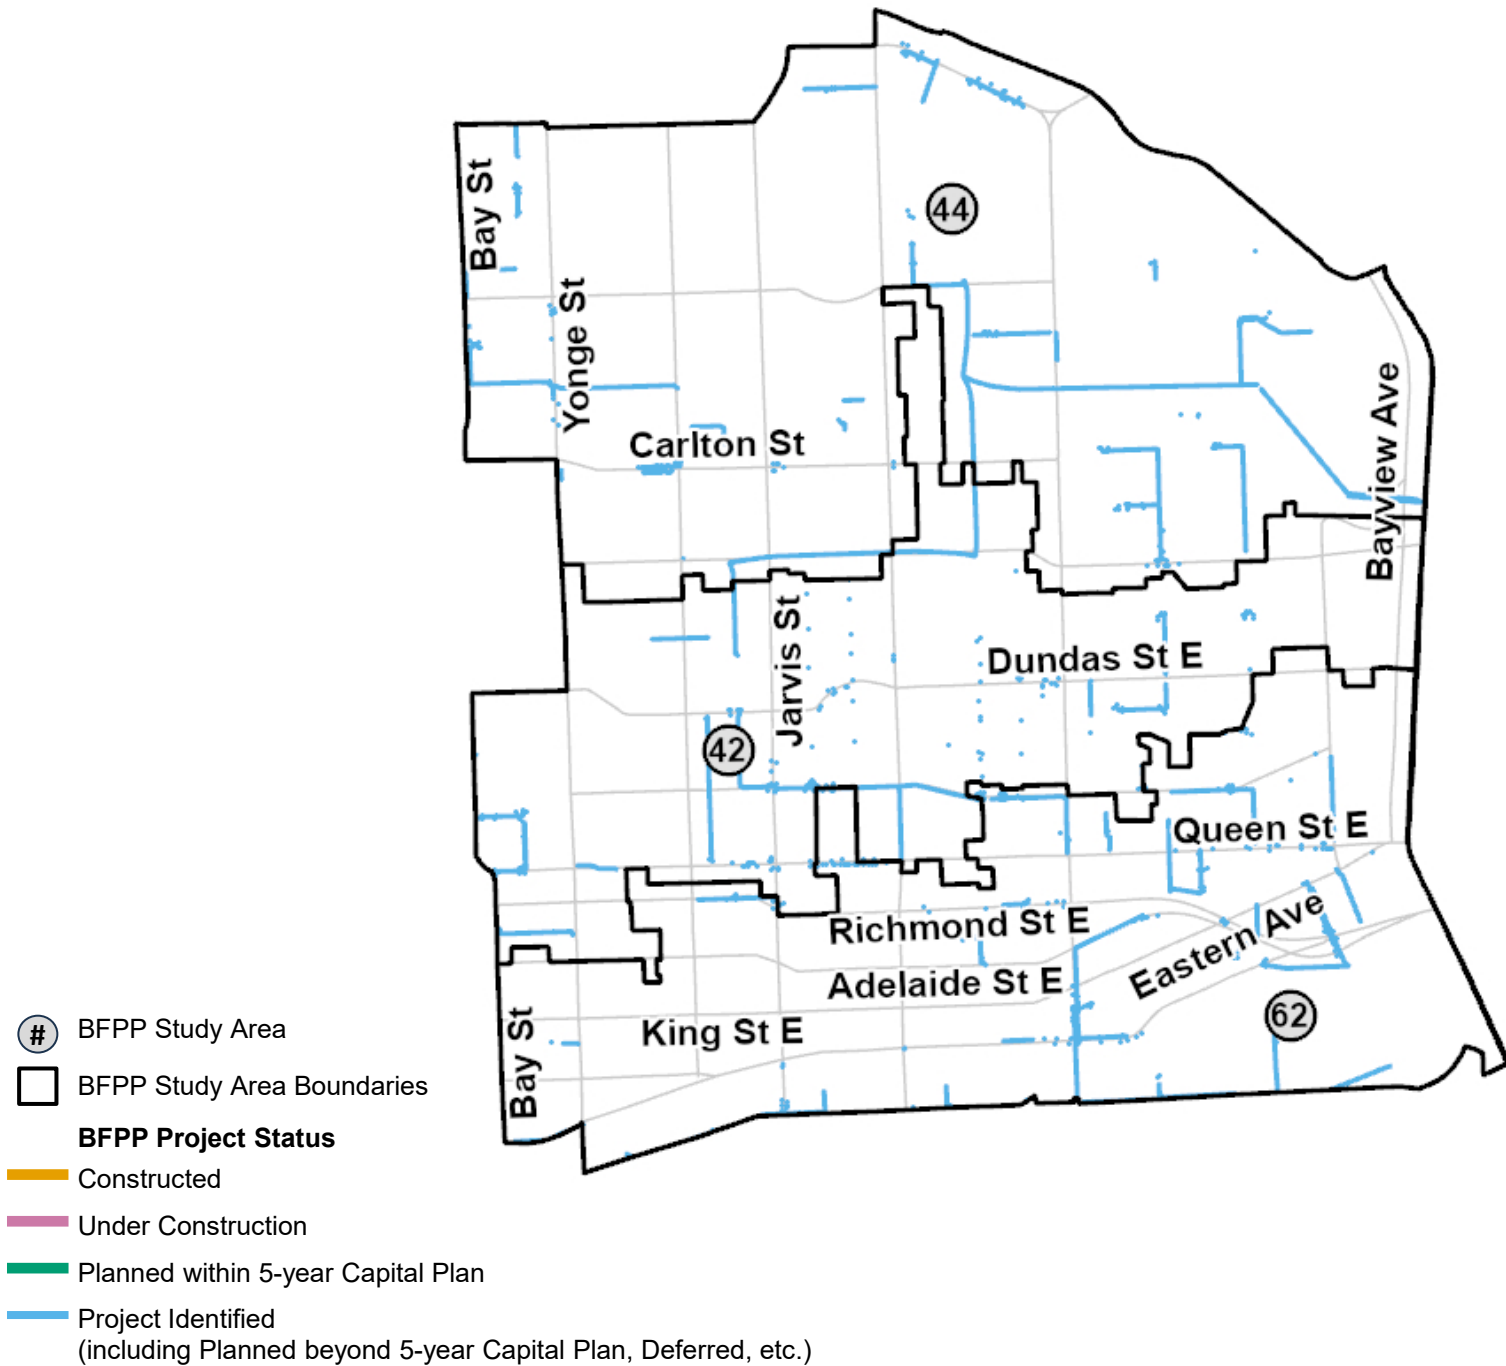 44
Bay St
Yonge St
Bayview Ave
Carlton St
Jarvis St
Dundas St E
42
Queen St E
Richmond St E
Eastern Ave
Adelaide St E
62
King St E
Bay St
# BFPP Study Area
BFPP Study Area Boundaries
BFPP Project Status
Constructed
Under Construction
Planned within 5-year Capital Plan
Project Identified
(including Planned beyond 5-year Capital Plan, Deferred, etc.)